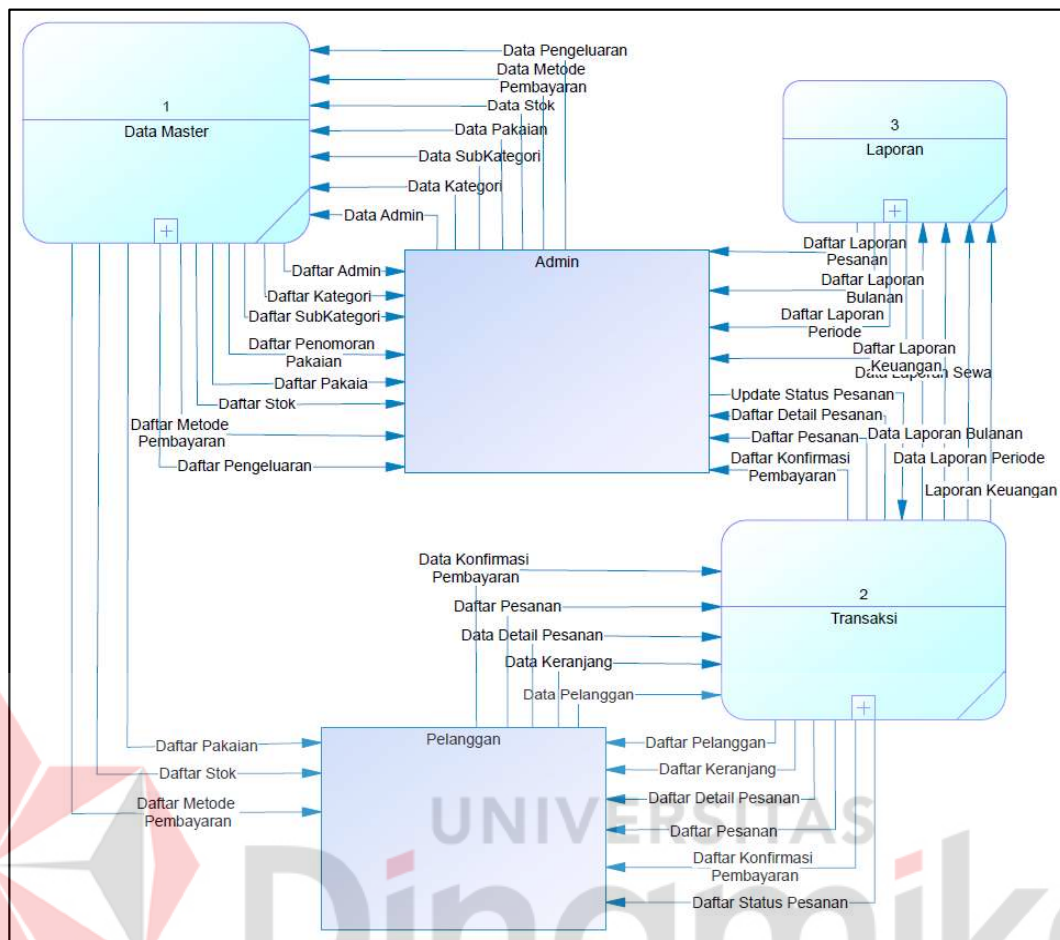 Data Pengeluaran
Data Metode
Pembayaran
Data Stok
Data Pakaian
Data SubKategori
Data Kategori
Data Admin
1
Data Master
3
Laporan
Admin
Daftar Admin
Daftar Kategori
Daftar SubKategori
Daftar Penomoran
Pakaian
Daftar Pakaia
Daftar Stok
Daftar Metode
Pembayaran
Daftar Pengeluaran
Daftar Laporan
Pesanan
Daftar Laporan
Bulanan
Daftar Laporan
Periode
Daftar Laporan
Keuangan
Data Laporan Sewa
Update Status Pesanan
Daftar Detail Pesanan
Daftar Pesanan
Data Laporan Bulanan
Daftar Konfirmasi
Pembayaran
Data Laporan Periode
Laporan Keuangan
2
Transaksi
Data Konfirmasi
Pembayaran
Daftar Pesanan
Data Detail Pesanan
Data Keranjang
Data Pelanggan
Pelanggan
Daftar Pakaian
Daftar Stok
Daftar Metode
Pembayaran
Daftar Pelanggan
Daftar Keranjang
Daftar Detail Pesanan
Daftar Pesanan
Daftar Konfirmasi
Pembayaran
Daftar Status Pesanan
UNIVERSITAS
Dinamika